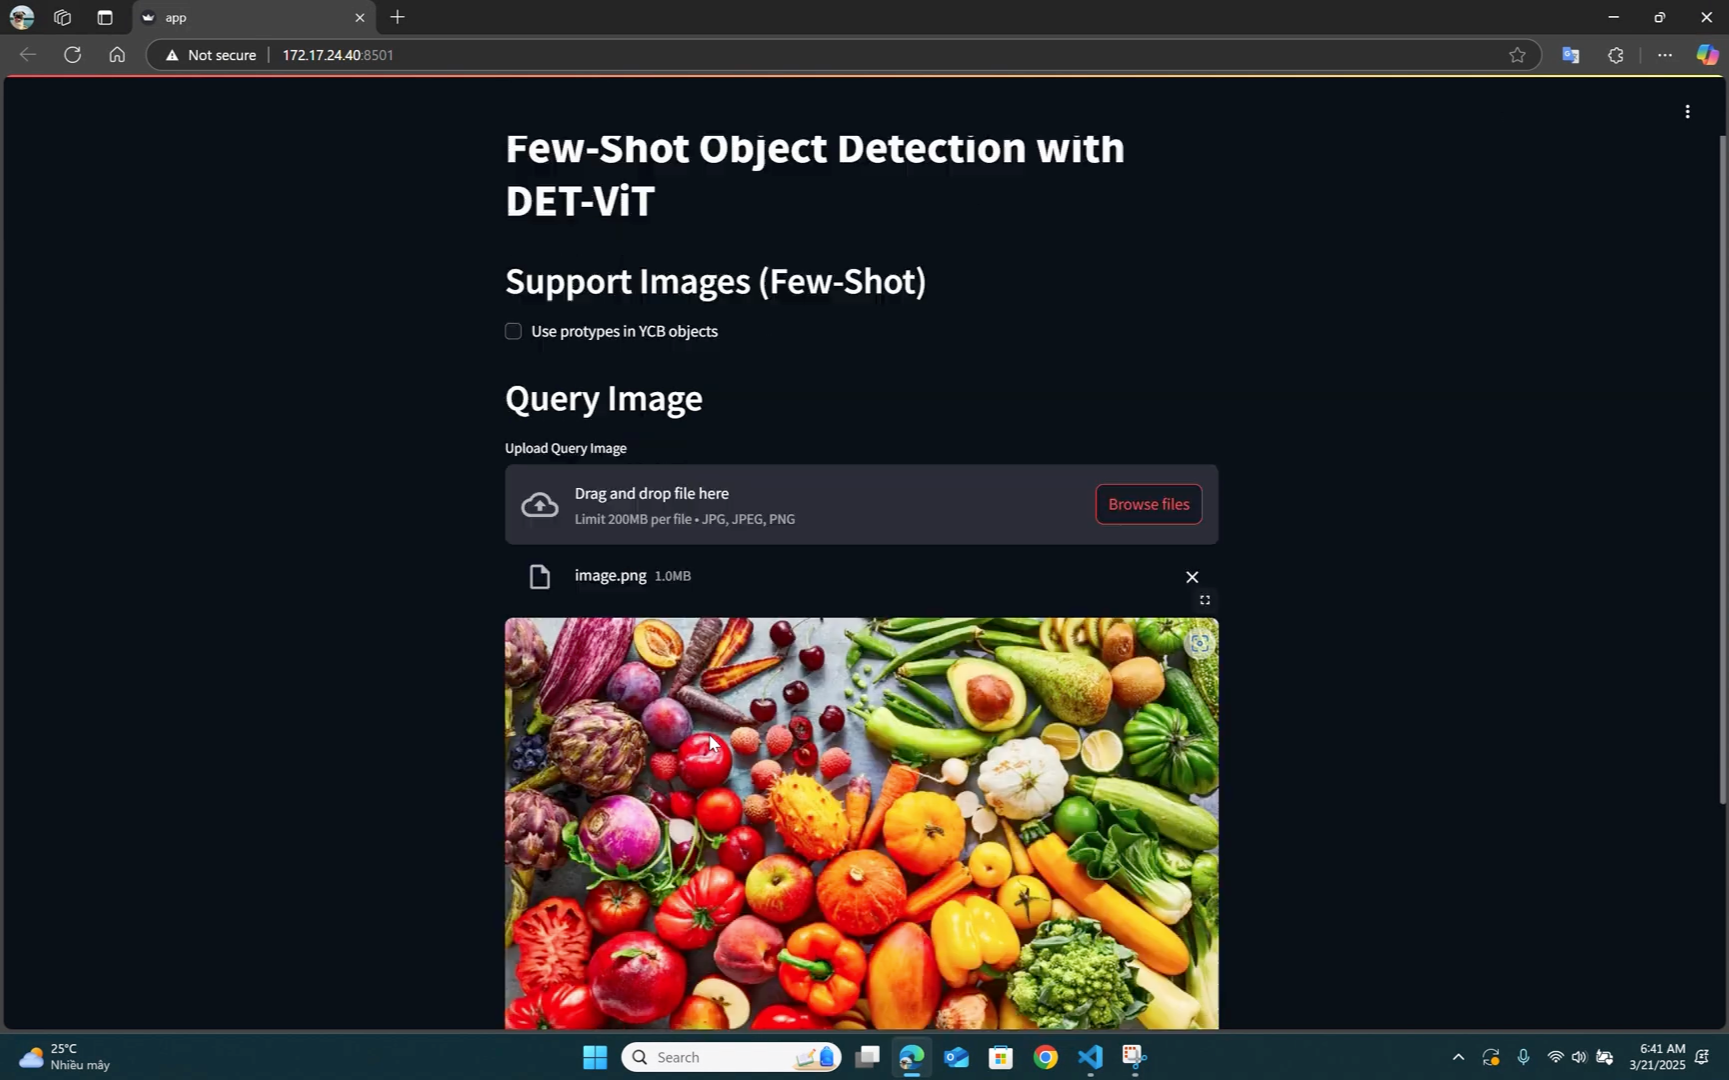 app
Not secure
172.17.24.40:8501
Few-Shot Object Detection with
DET-ViT
Support Images (Few-Shot)
Use protypes in YCB objects
Query Image
Upload Query Image
Drag and drop file here
Limit 200MB per file • JPG, JPEG, PNG
Browse files
image.png 1.0MB
25°C
Nhiều mây
Search
6:41 AM
3/21/2025